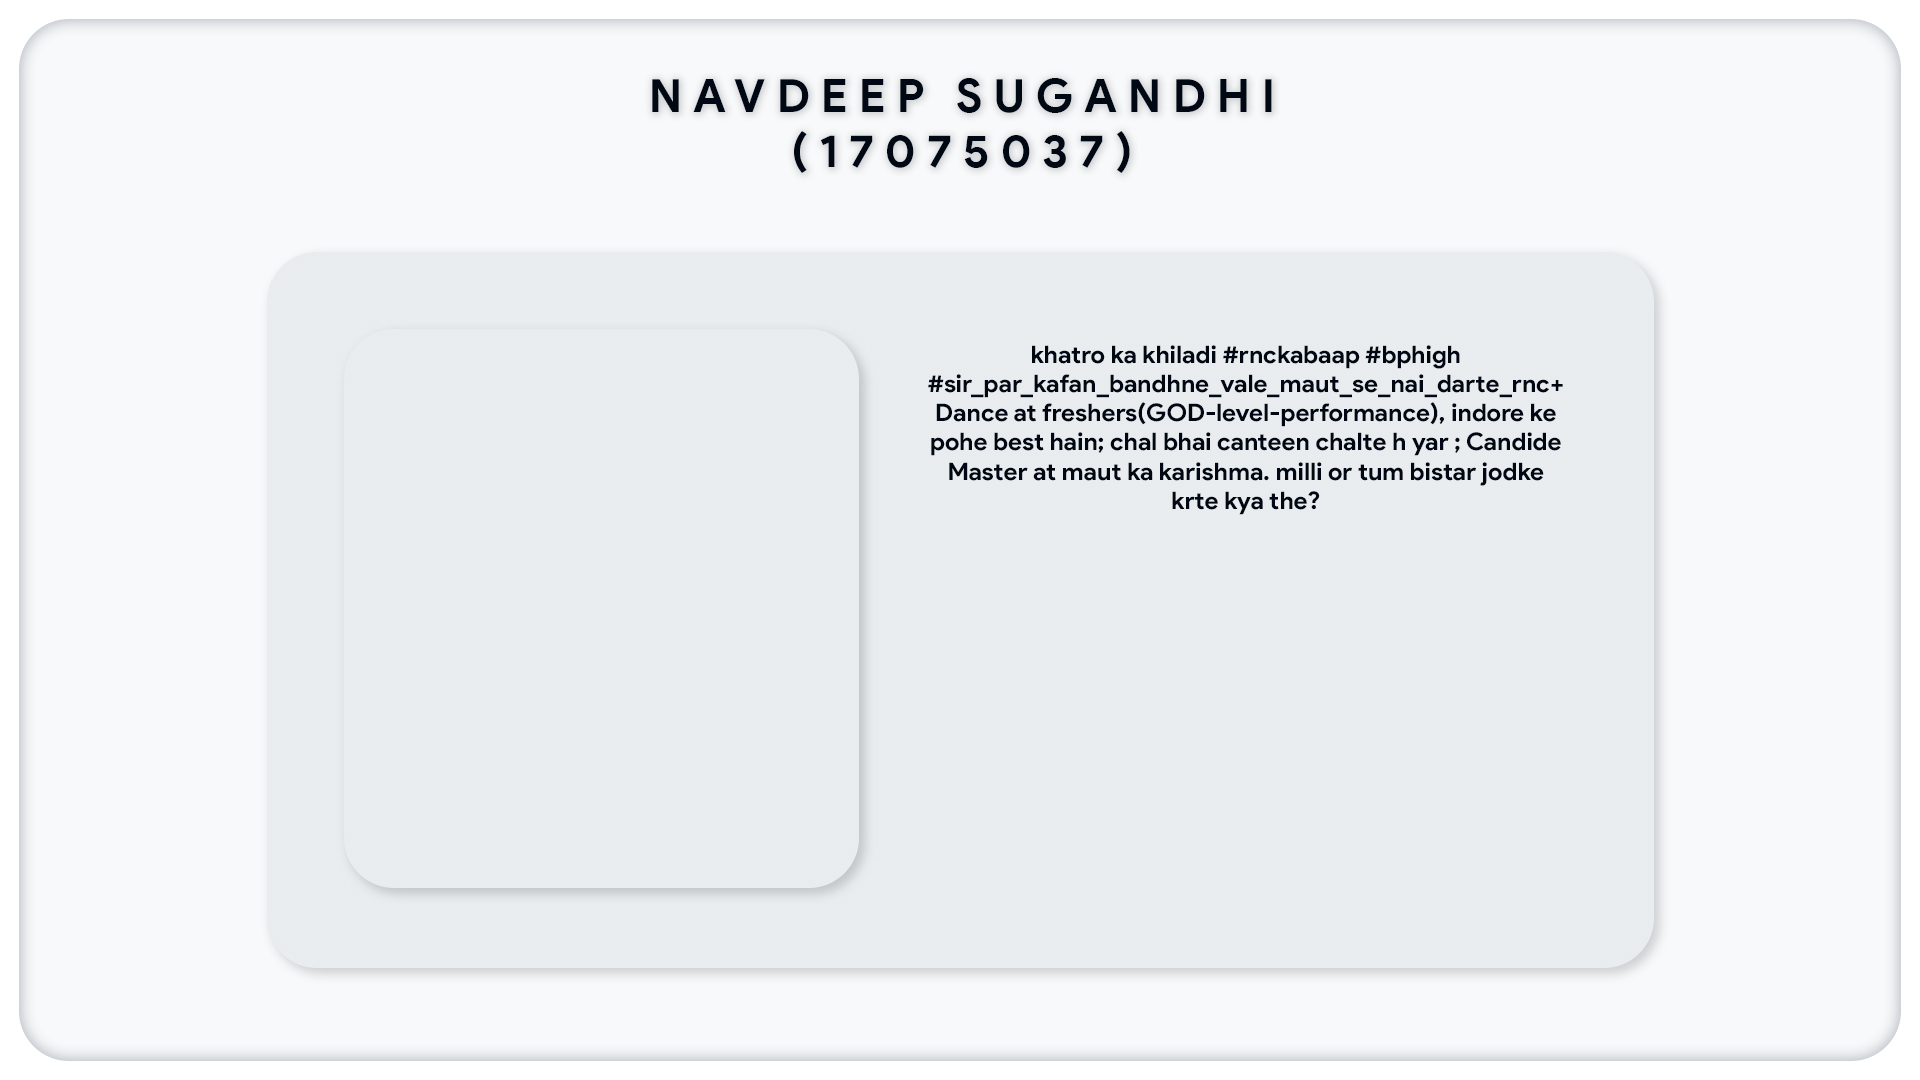 NAVDEEP SUGANDHI
(17075037)
khatro ka khiladi #rnckabaap #bphigh
#sir_par_kafan_bandhne_vale_maut_se_nai_darte_rnc+
Dance at freshers(GOD-level-performance), indore ke
pohe best hain; chal bhai canteen chalte h yar ; Candide
Master at maut ka karishma. milli or tum bistar jodke
krte kya the?